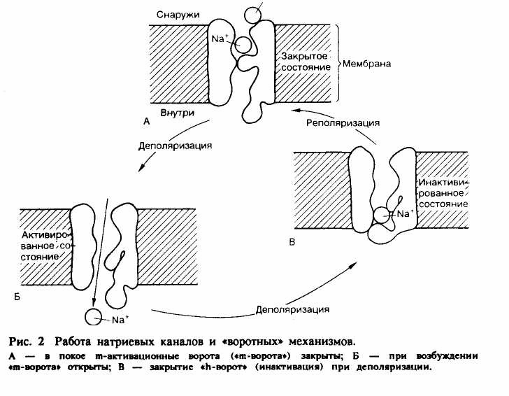 Снаружи
Na+
Закрытое
состояние
Мембрана
Внутри
А
Реполяризация
Деполяризация
Инактиви-
рованное
состояние
Na+
В
Активиро-
ванное со-
стояние
Na+
Б
Деполяризация
Рис. 2 Работа натриевых каналов и «воротных» механизмов.
А — в покое m-активационные ворота («m-ворота») закрыты; Б — при возбуждении
«m-ворота» открыты; В — закрытие «h-ворот» (инактивация) при деполяризации.